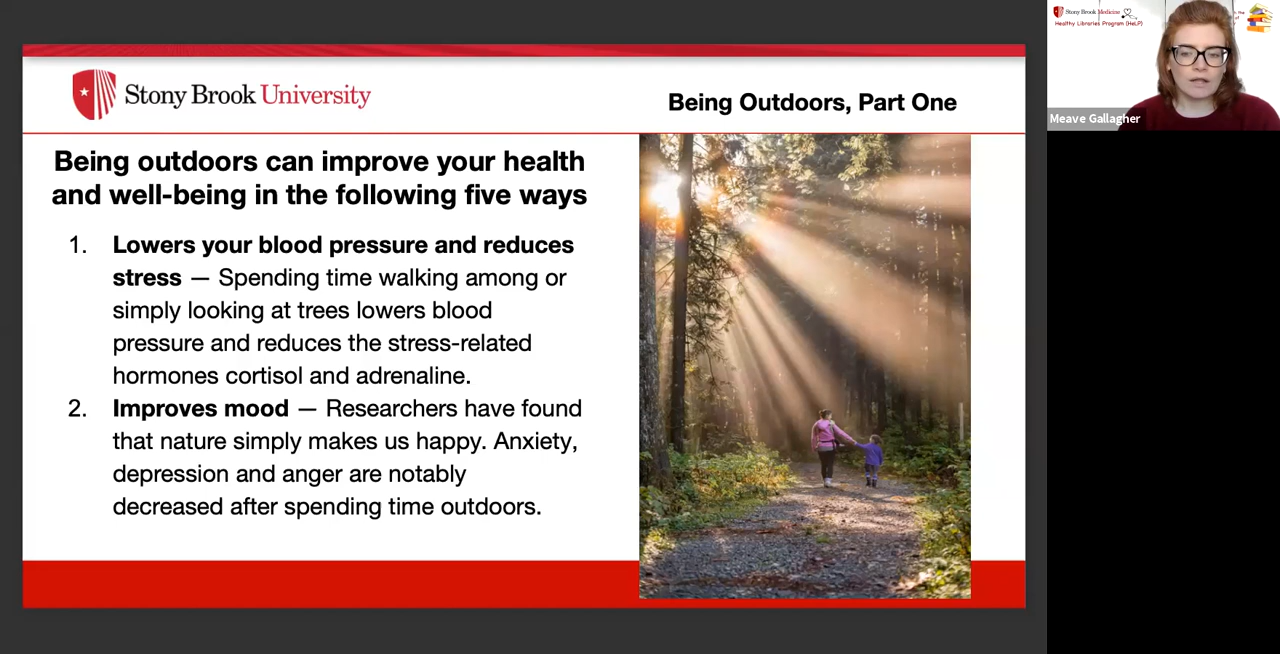 Stony Brook University
Being Outdoors, Part One
Being outdoors can improve your health
and well-being in the following five ways
1. Lowers your blood pressure and reduces
stress — Spending time walking among or
simply looking at trees lowers blood
pressure and reduces the stress-related
hormones cortisol and adrenaline.
2. Improves mood — Researchers have found
that nature simply makes us happy. Anxiety,
depression and anger are notably
decreased after spending time outdoors.
Stony Brook Medicine
Healthy Libraries Program (HeLP)
Meave Gallagher